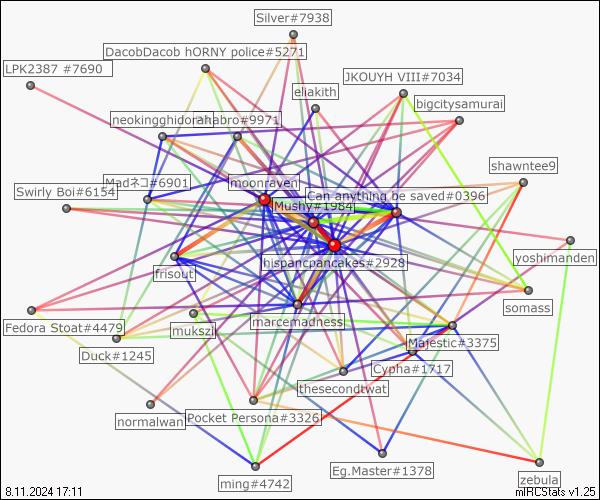 Silver#7938
DacobDacob hORNY police#5271
LPK2387 #7690
JKOUYH VIII#7034
eliakith
bigcitysamurai
neokingghidorah
ahabro#9971
shawntee9
Madネコ#6901
moonraven
Swirly Boi#6154
Can anything be saved#0396
Mushy#1984
yoshimanden
hispancpancakes#2928
frisout
somass
Fedora Stoat#4479
mukszi
marcemadness
Majestic#3375
Duck#1245
Cypha#1717
thesecondtwat
normalwan
Pocket Persona#3326
Eg.Master#1378
zebula
ming#4742
8.11.2024 17:11
mIRCStats v1.25